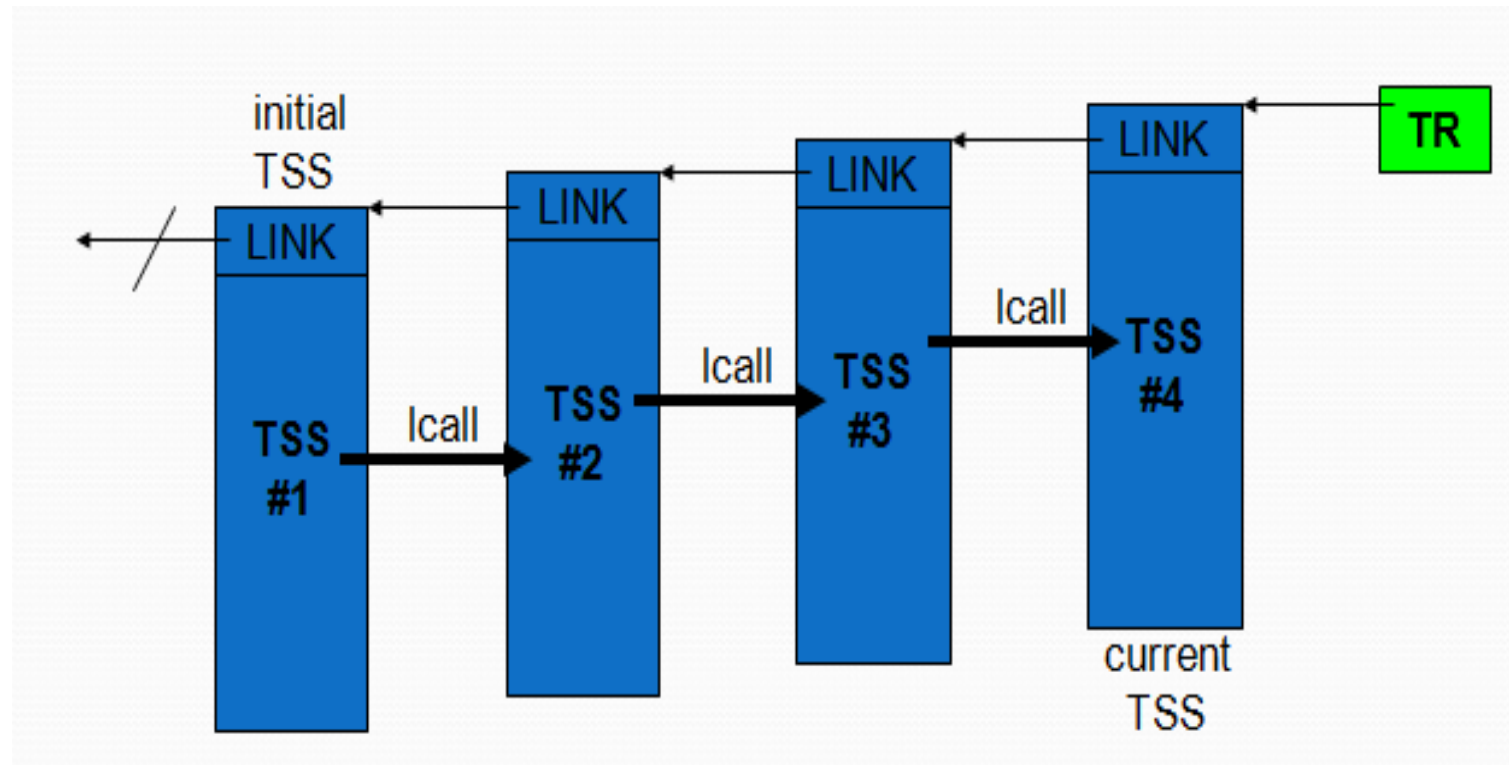 initial
TSS
LINK
TSS
#1
lcall
LINK
TSS
#2
lcall
LINK
TSS
#3
lcall
LINK
TSS
#4
current
TSS
TR